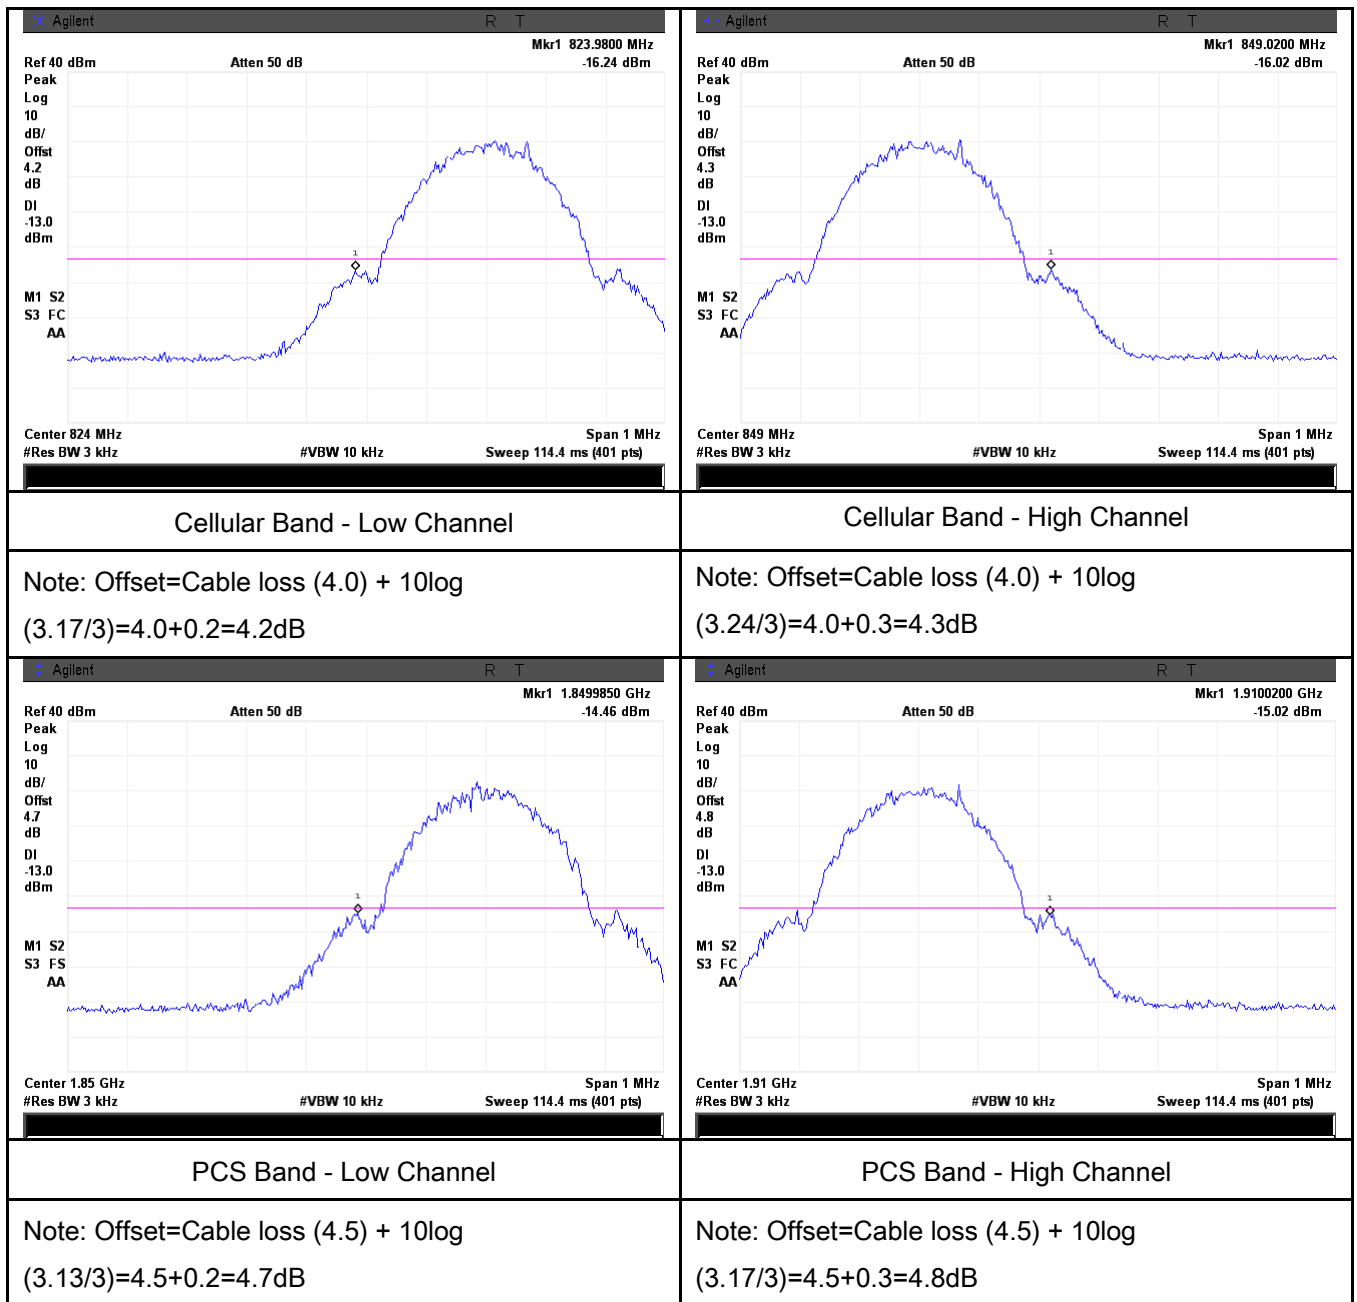 Agilent
R T
Mkr1 823.9800 MHz
Ref 40 dBm
Atten 50 dB
-16.24 dBm
Peak
Log
10
dB/
Offst
4.2
dB
DI
-13.0
dBm
1
M1 S2
S3 FC
AA
Center 824 MHz
Span 1 MHz
#Res BW 3 kHz
#VBW 10 kHz
Sweep 114.4 ms (401 pts)
Agilent
R T
Mkr1 849.0200 MHz
Ref 40 dBm
Atten 50 dB
-16.02 dBm
Peak
Log
10
dB/
Offst
4.3
dB
DI
-13.0
dBm
1
M1 S2
S3 FC
AA
Center 849 MHz
Span 1 MHz
#Res BW 3 kHz
#VBW 10 kHz
Sweep 114.4 ms (401 pts)
Cellular Band - Low Channel
Cellular Band - High Channel
Note: Offset=Cable loss (4.0) + 10log
(3.17/3)=4.0+0.2=4.2dB
Note: Offset=Cable loss (4.0) + 10log
(3.24/3)=4.0+0.3=4.3dB
Agilent
R T
Mkr1 1.8499850 GHz
Ref 40 dBm
Atten 50 dB
-14.46 dBm
Peak
Log
10
dB/
Offst
4.7
dB
DI
-13.0
dBm
1
M1 S2
S3 FS
AA
Center 1.85 GHz
Span 1 MHz
#Res BW 3 kHz
#VBW 10 kHz
Sweep 114.4 ms (401 pts)
Agilent
R T
Mkr1 1.9100200 GHz
Ref 40 dBm
Atten 50 dB
-15.02 dBm
Peak
Log
10
dB/
Offst
4.8
dB
DI
-13.0
dBm
1
M1 S2
S3 FC
AA
Center 1.91 GHz
Span 1 MHz
#Res BW 3 kHz
#VBW 10 kHz
Sweep 114.4 ms (401 pts)
PCS Band - Low Channel
PCS Band - High Channel
Note: Offset=Cable loss (4.5) + 10log
(3.13/3)=4.5+0.2=4.7dB
Note: Offset=Cable loss (4.5) + 10log
(3.17/3)=4.5+0.3=4.8dB